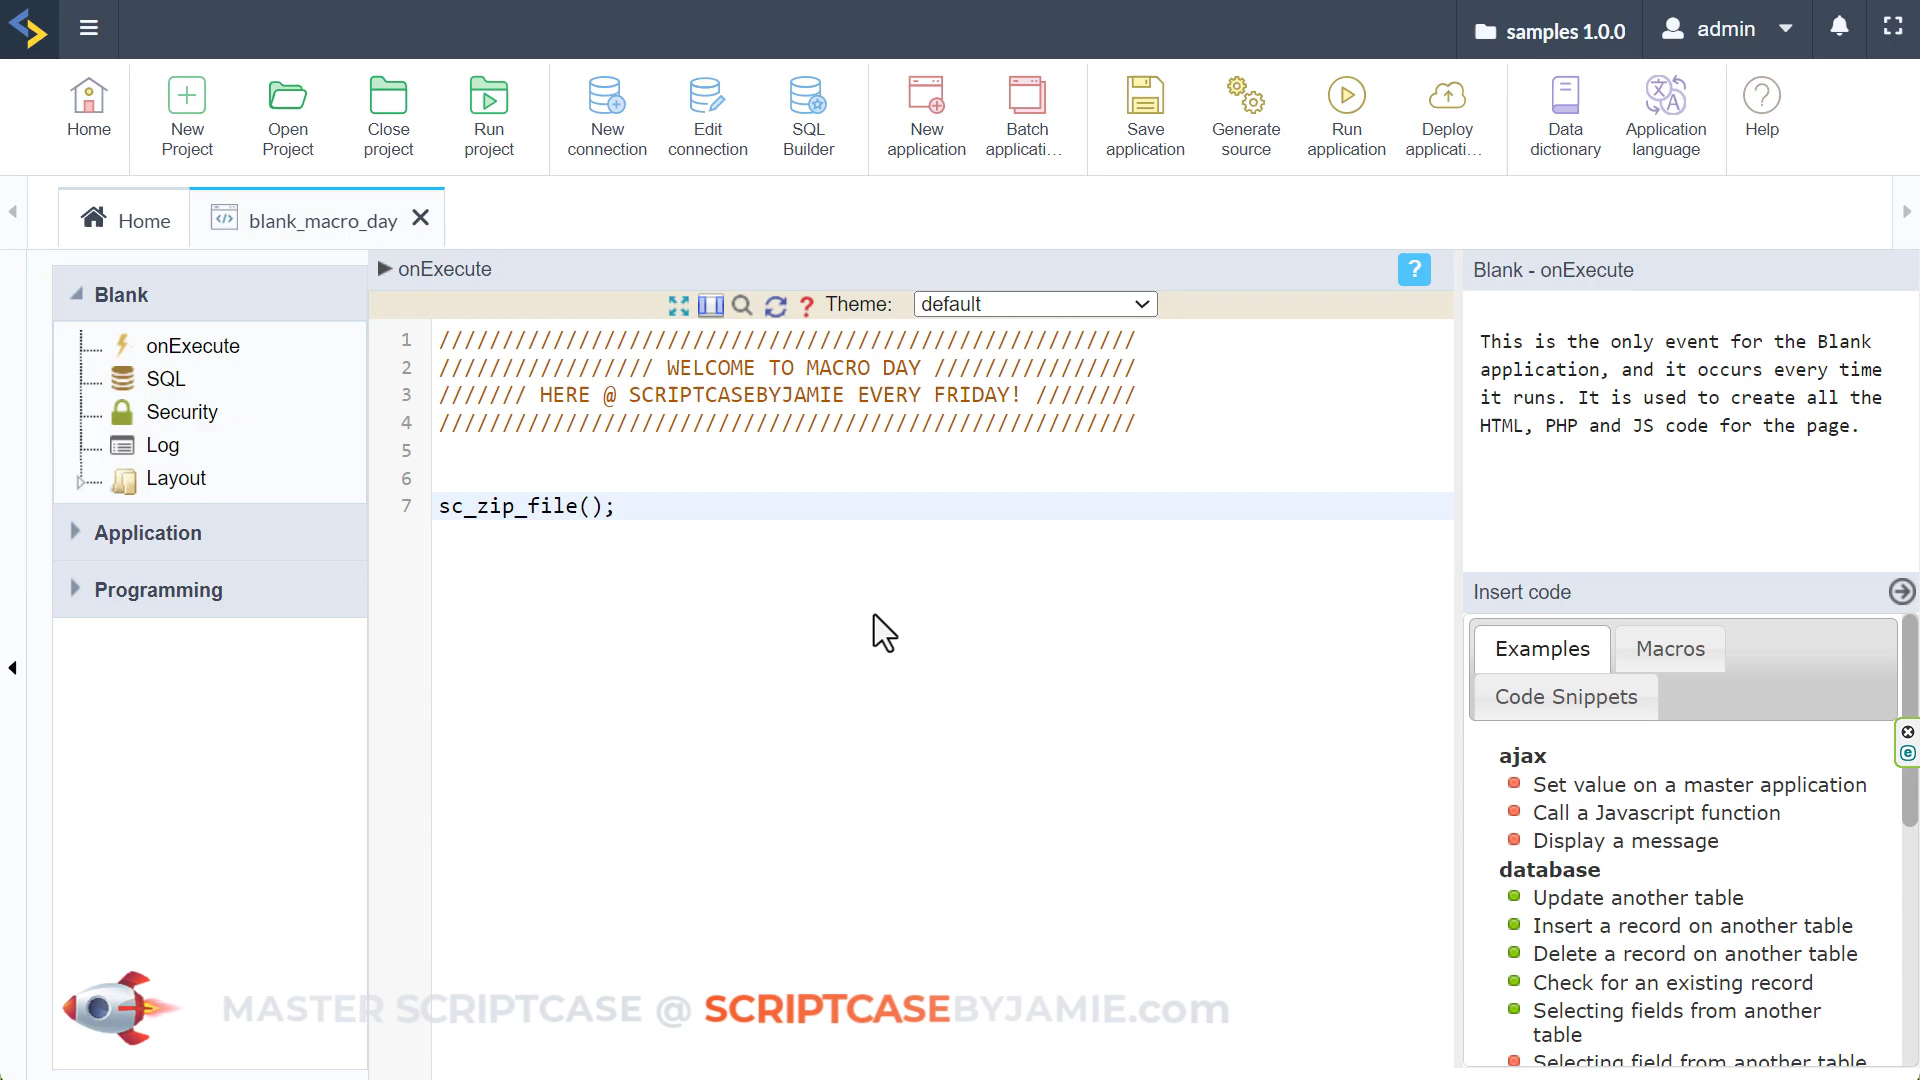 samples 1.0.0
admin
Home
New Project
Open Project
Close project
Run project
New connection
Edit connection
SQL Builder
New application
Batch applicati...
Save application
Generate source
Run application
Deploy applicati...
Data dictionary
Application language
Help
Home
blank_macro_day
Blank
onExecute
SQL
Security
Log
Layout
Application
Programming
onExecute
?
? Theme: default
1 ///////////////////////////////////////////////////////
2 ///////////////// WELCOME TO MACRO DAY ////////////////
3 /////// HERE @ SCRIPTCASEBYJAMIE EVERY FRIDAY! ////////
4 ///////////////////////////////////////////////////////
5
6
7 sc_zip_file();
Blank - onExecute
This is the only event for the Blank
application, and it occurs every time
it runs. It is used to create all the
HTML, PHP and JS code for the page.
Insert code
Examples
Macros
Code Snippets
ajax
Set value on a master application
Call a Javascript function
Display a message
database
Update another table
Insert a record on another table
Delete a record on another table
Check for an existing record
Selecting fields from another
table
Selecting field from another table
MASTER SCRIPTCASE @ SCRIPTCASEBYJAMIE.com